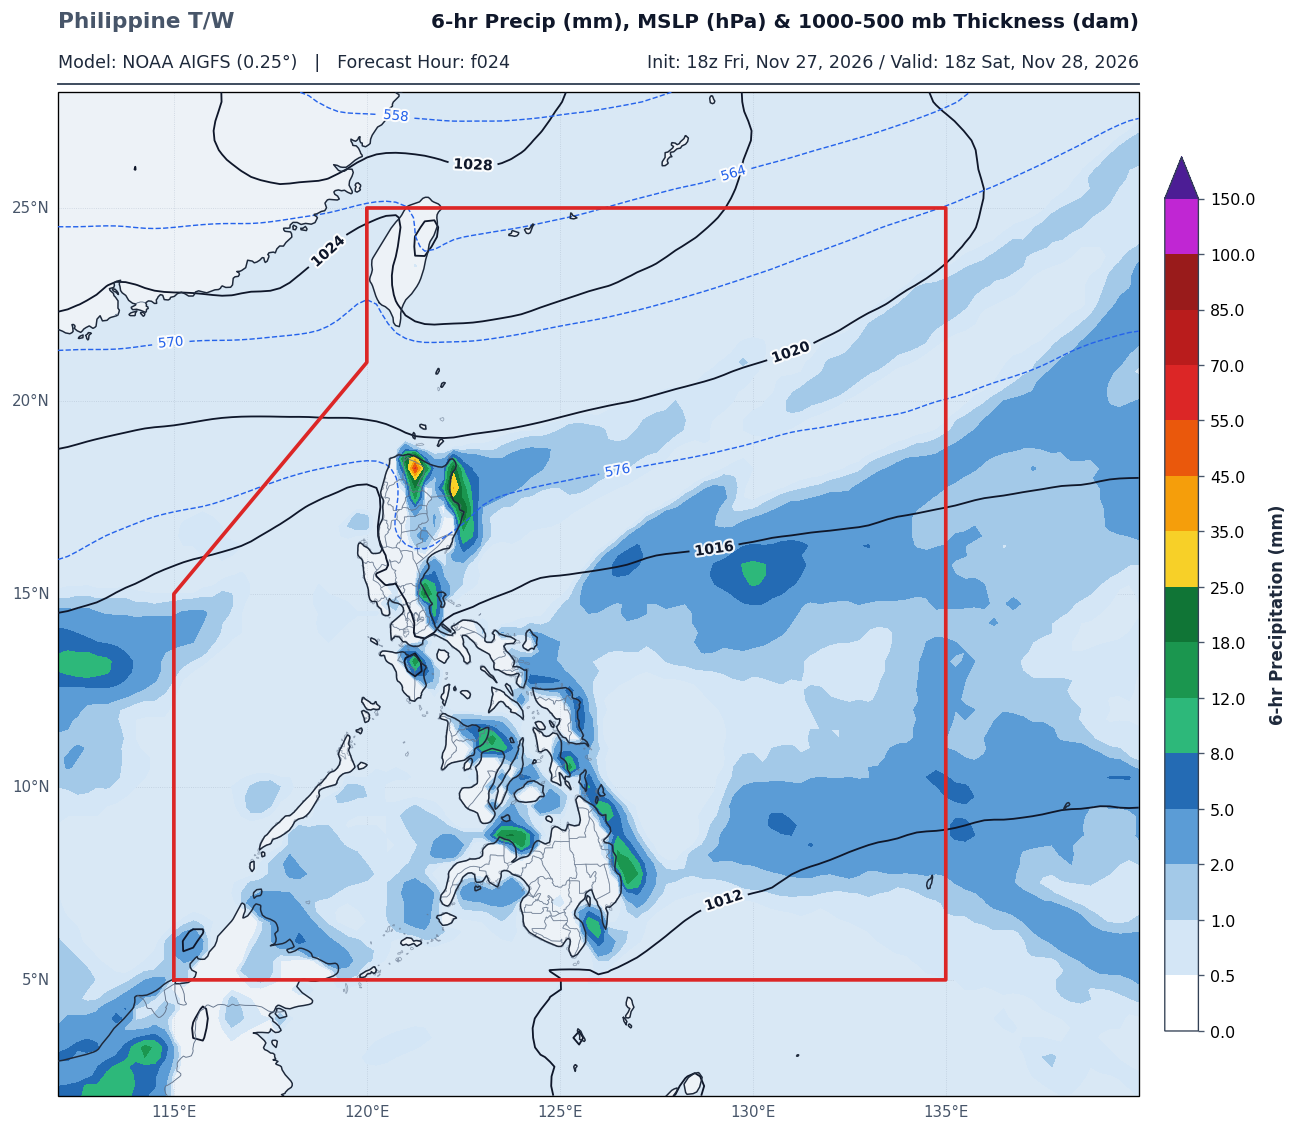 Philippine T/W
6-hr Precip (mm), MSLP (hPa) & 1000-500 mb Thickness (dam)
Model: NOAA AIGFS (0.25°) | Forecast Hour: f024
Init: 18z Fri, Nov 27, 2026 / Valid: 18z Sat, Nov 28, 2026
558
1028
564
25°N
1024
570
1020
20°N
576
1016
15°N
10°N
1012
5°N
115°E
120°E
125°E
130°E
135°E
150.0
100.0
85.0
70.0
55.0
45.0
35.0
25.0
18.0
12.0
8.0
5.0
2.0
1.0
0.5
0.0
6-hr Precipitation (mm)